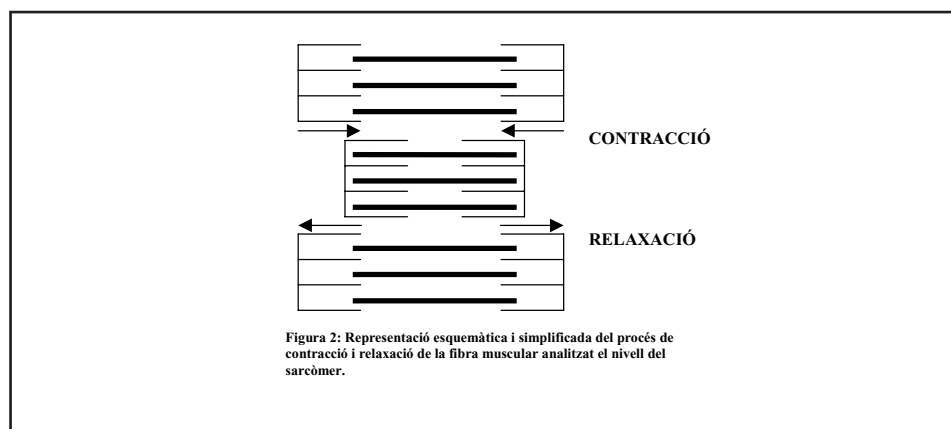 CONTRACCIÓ
RELAXACIÓ
Figura 2: Representació esquemàtica i simplificada del procés de
contracció i relaxació de la fibra muscular analitzat el nivell del
sarcòmer.